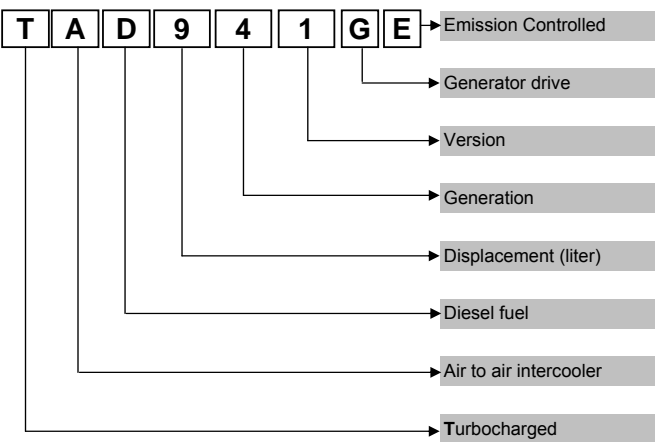 T A D 9 4 1 G E
Emission Controlled
Generator drive
Version
Generation
Displacement (liter)
Diesel fuel
Air to air intercooler
Turbocharged